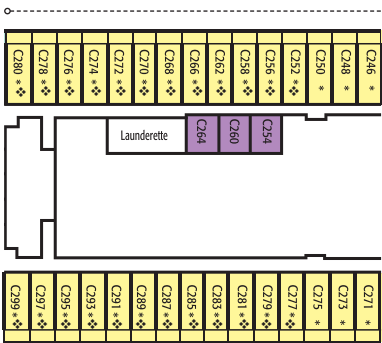 C280 *❖
C278 *❖
C276 *❖
C274 *❖
C272 *❖
C270 *❖
C268 *❖
C266 *❖
C262 *❖
C258 *❖
C256 *❖
C252 *❖
C250 *
C248 *
C246 *
Launderette
C264
C260
C254
C299 *❖
C297 *❖
C295 *❖
C293 *❖
C291 *❖
C289 *❖
C287 *❖
C285 *❖
C283 *❖
C281 *❖
C279 *❖
C277 *❖
C275 *
C273 *
C271 *